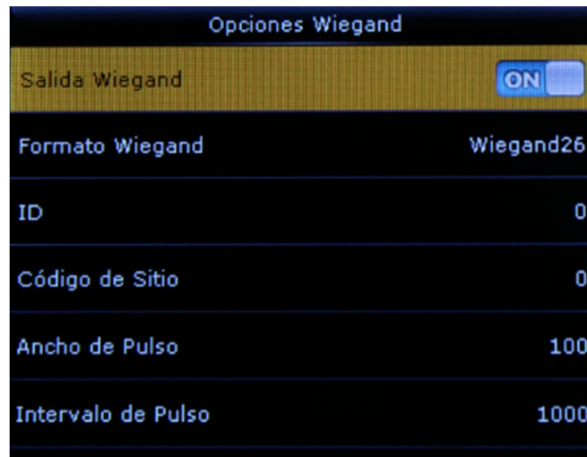 Opciones Wiegand
Salida Wiegand ON
Formato Wiegand Wiegand26
ID 0
Código de Sitio 0
Ancho de Pulso 100
Intervalo de Pulso 1000